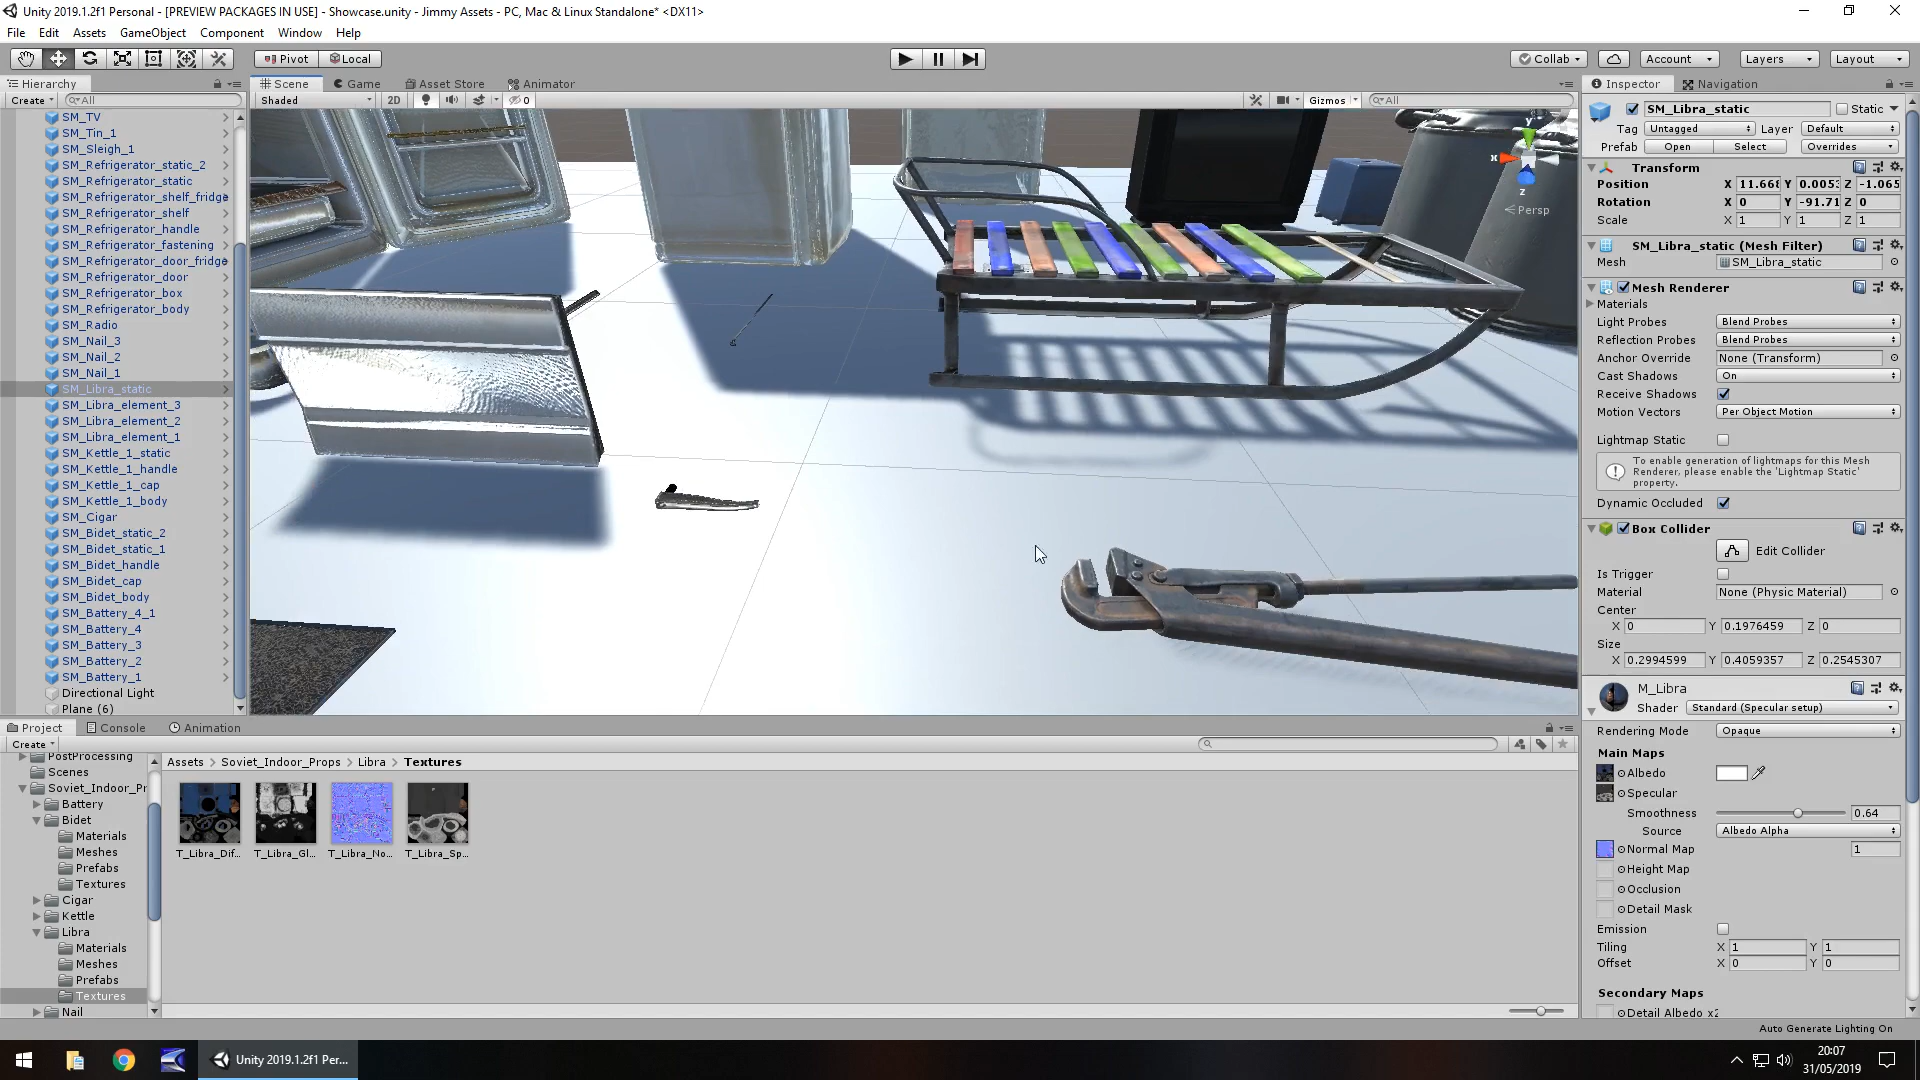 Unity 2019.1.2f1 Personal - [PREVIEW PACKAGES IN USE] - Showcase.unity - Jimmy Assets - PC, Mac & Linux Standalone* <DX11>
File Edit Assets GameObject Component Window Help
Pivot Local Collab Account Layers Layout
Hierarchy
Create All
SM_TV
SM_Tin_1
SM_Sleigh_1
SM_Refrigerator_static_2
SM_Refrigerator_static
SM_Refrigerator_shelf_fridge
SM_Refrigerator_shelf
SM_Refrigerator_handle
SM_Refrigerator_fastening
SM_Refrigerator_door_fridge
SM_Refrigerator_door
SM_Refrigerator_box
SM_Refrigerator_body
SM_Radio
SM_Nail_3
SM_Nail_2
SM_Nail_1
SM_Libra_static
SM_Libra_element_3
SM_Libra_element_2
SM_Libra_element_1
SM_Kettle_1_static
SM_Kettle_1_handle
SM_Kettle_1_cap
SM_Kettle_1_body
SM_Cigar
SM_Bidet_static_2
SM_Bidet_static_1
SM_Bidet_handle
SM_Bidet_cap
SM_Bidet_body
SM_Battery_4_1
SM_Battery_4
SM_Battery_3
SM_Battery_2
SM_Battery_1
Directional Light
Plane (6)
Scene Game Asset Store Animator
Shaded 2D 0 Gizmos All
y
x
z
Persp
Inspector Navigation
SM_Libra_static Static
Tag Untagged Layer Default
Prefab Open Select Overrides
Transform
Position X 11.668 Y 0.0053 Z -1.065
Rotation X 0 Y -91.71 Z 0
Scale X 1 Y 1 Z 1
SM_Libra_static (Mesh Filter)
Mesh SM_Libra_static
Mesh Renderer
Materials
Light Probes Blend Probes
Reflection Probes Blend Probes
Anchor Override None (Transform)
Cast Shadows On
Receive Shadows
Motion Vectors Per Object Motion
Lightmap Static
To enable generation of lightmaps for this Mesh
Renderer, please enable the 'Lightmap Static'
property.
Dynamic Occluded
Box Collider
Edit Collider
Is Trigger
Material None (Physic Material)
Center
X 0 Y 0.1976459 Z 0
Size
X 0.2994599 Y 0.4059357 Z 0.2545307
M_Libra
Shader Standard (Specular setup)
Rendering Mode Opaque
Main Maps
Albedo
Specular
Smoothness 0.64
Source Albedo Alpha
Normal Map 1
Height Map
Occlusion
Detail Mask
Emission
Tiling X 1 Y 1
Offset X 0 Y 0
Secondary Maps
Detail Albedo x2
Project Console Animation
Create
PostProcessing
Scenes
Soviet_Indoor_Pr
Battery
Bidet
Materials
Meshes
Prefabs
Textures
Cigar
Kettle
Libra
Materials
Meshes
Prefabs
Textures
Nail
Assets > Soviet_Indoor_Props > Libra > Textures
T_Libra_Dif... T_Libra_Gl... T_Libra_No... T_Libra_Sp...
Auto Generate Lighting On
Unity 2019.1.2f1 Per...
20:07
31/05/2019